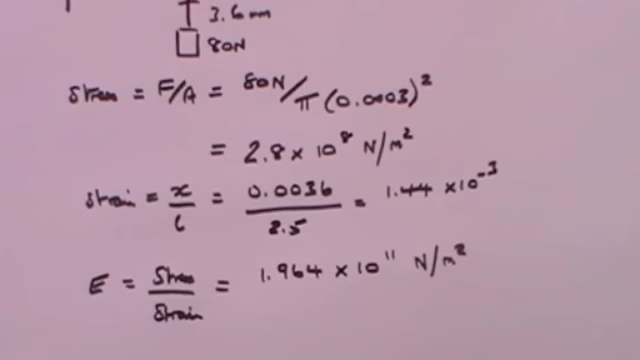 3.6mm
80N
Stress = F/A = 80N/π(0.0003)²
= 2.8 × 10⁸ N/m²
Strain = x/l = 0.0036/2.5 = 1.44 × 10⁻³
E = Stress/Strain = 1.964 × 10¹¹ N/m²